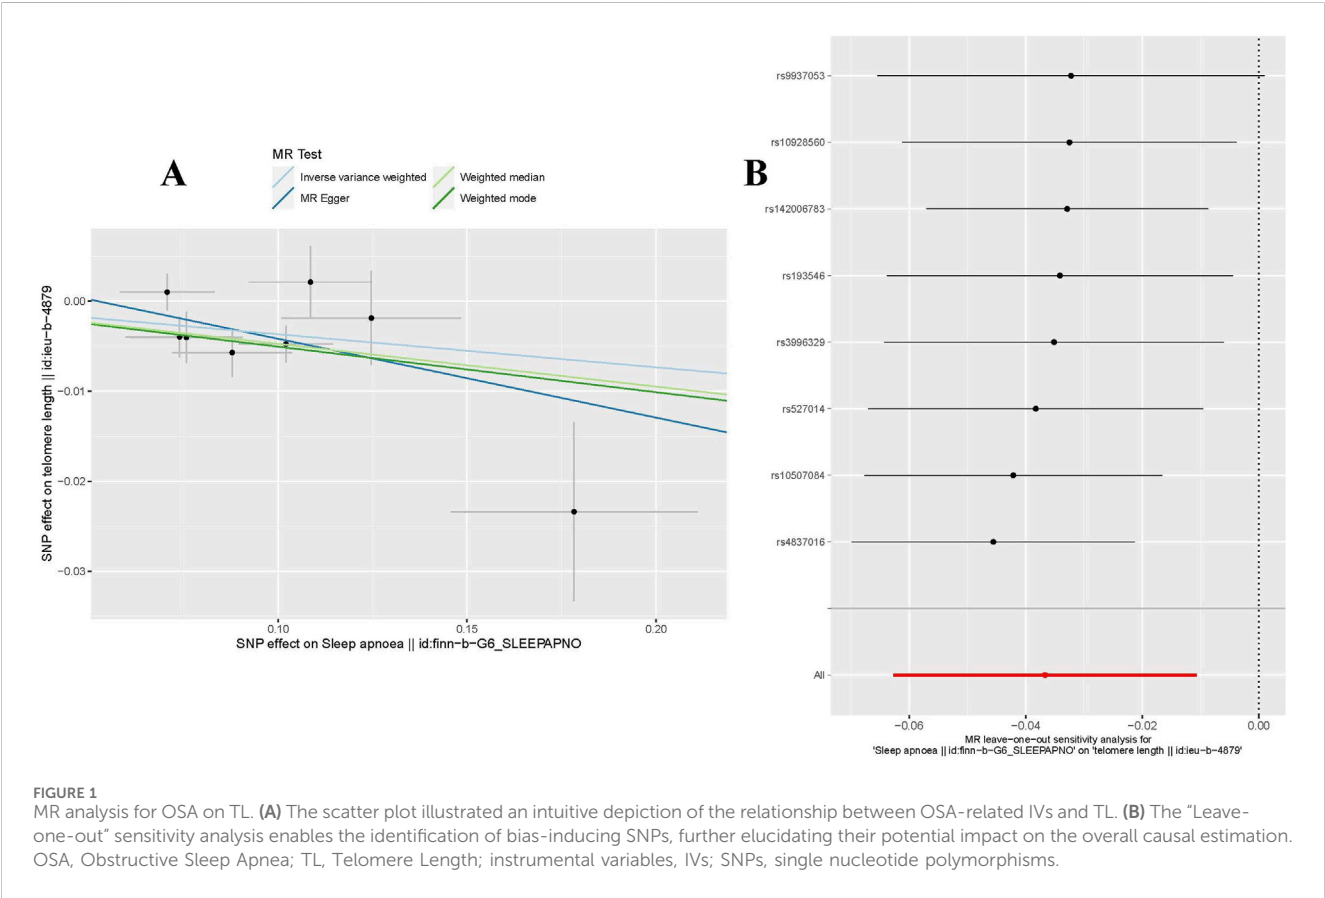 A
MR Test
Inverse variance weighted
Weighted median
MR Egger
Weighted mode
SNP effect on telomere length || id:ieu−b−4879
0.00
−0.01
−0.02
−0.03
0.10
0.15
0.20
SNP effect on Sleep apnoea || id:finn−b−G6_SLEEPAPNO
B
rs9937053
rs10928560
rs142006783
rs193546
rs3996329
rs527014
rs10507084
rs4837016
All
−0.06
−0.04
−0.02
0.00
MR leave−one−out sensitivity analysis for
'Sleep apnoea || id:finn−b−G6_SLEEPAPNO' on 'telomere length || id:ieu−b−4879'
FIGURE 1
MR analysis for OSA on TL. (A) The scatter plot illustrated an intuitive depiction of the relationship between OSA-related IVs and TL. (B) The “Leave-
one-out” sensitivity analysis enables the identification of bias-inducing SNPs, further elucidating their potential impact on the overall causal estimation.
OSA, Obstructive Sleep Apnea; TL, Telomere Length; instrumental variables, IVs; SNPs, single nucleotide polymorphisms.